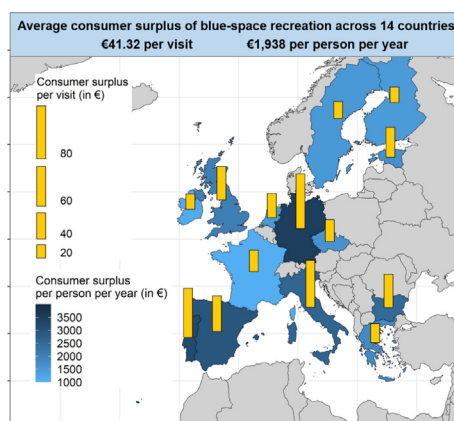 Average consumer surplus of blue-space recreation across 14 countries
€41.32 per visit €1,938 per person per year
Consumer surplus
per visit (in €)
80
60
40
20
Consumer surplus
per person per year (in €)
3500
3000
2500
2000
1500
1000